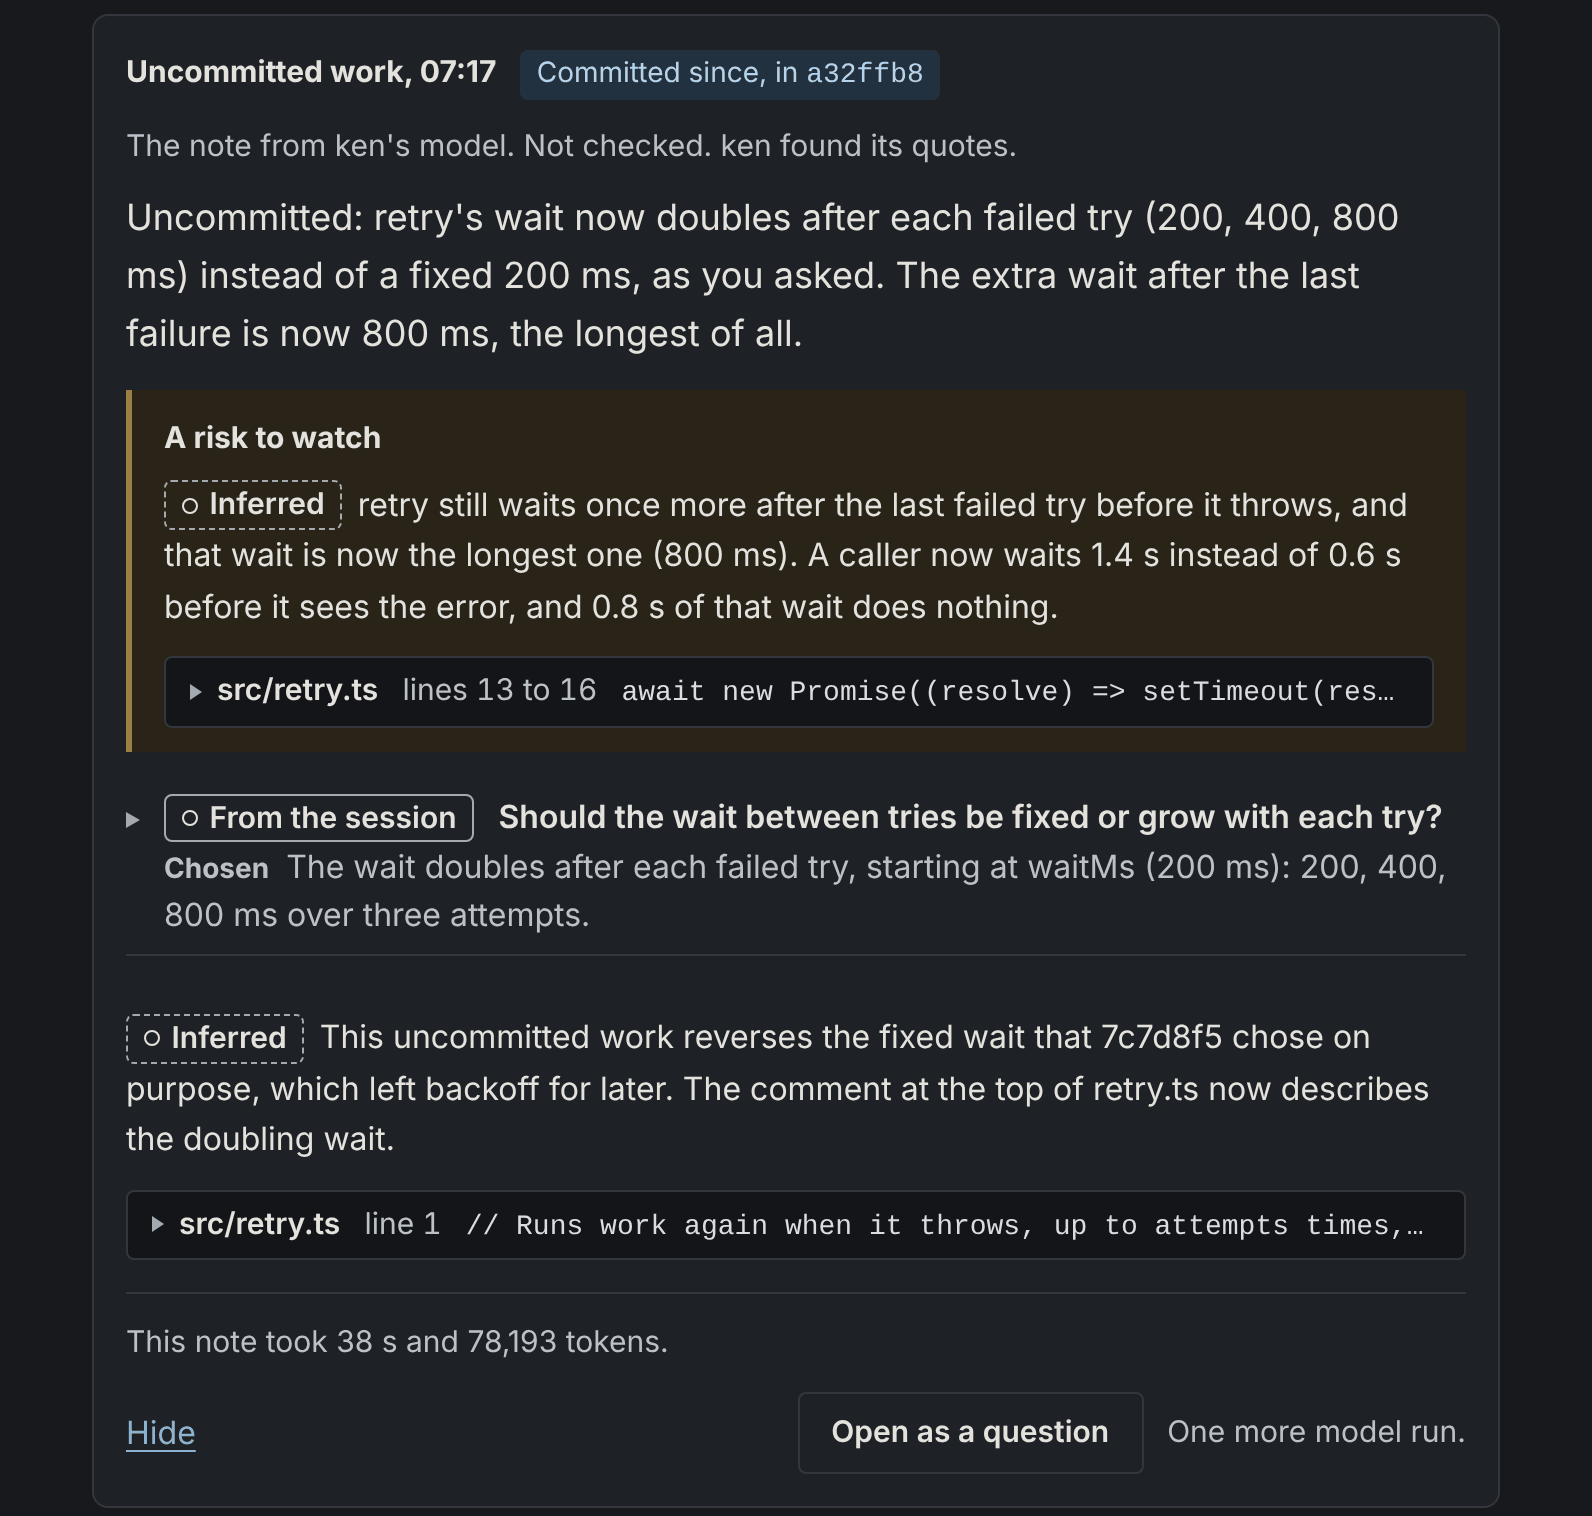 Uncommitted work, 07:17 Committed since, in a32ffb8
The note from ken's model. Not checked. ken found its quotes.
Uncommitted: retry's wait now doubles after each failed try (200, 400, 800
ms) instead of a fixed 200 ms, as you asked. The extra wait after the last
failure is now 800 ms, the longest of all.
A risk to watch
Inferred retry still waits once more after the last failed try before it throws, and
that wait is now the longest one (800 ms). A caller now waits 1.4 s instead of 0.6 s
before it sees the error, and 0.8 s of that wait does nothing.
src/retry.ts lines 13 to 16 await new Promise((resolve) => setTimeout(res…
From the session Should the wait between tries be fixed or grow with each try?
Chosen The wait doubles after each failed try, starting at waitMs (200 ms): 200, 400,
800 ms over three attempts.
Inferred This uncommitted work reverses the fixed wait that 7c7d8f5 chose on
purpose, which left backoff for later. The comment at the top of retry.ts now describes
the doubling wait.
src/retry.ts line 1 // Runs work again when it throws, up to attempts times,…
This note took 38 s and 78,193 tokens.
Hide Open as a question One more model run.